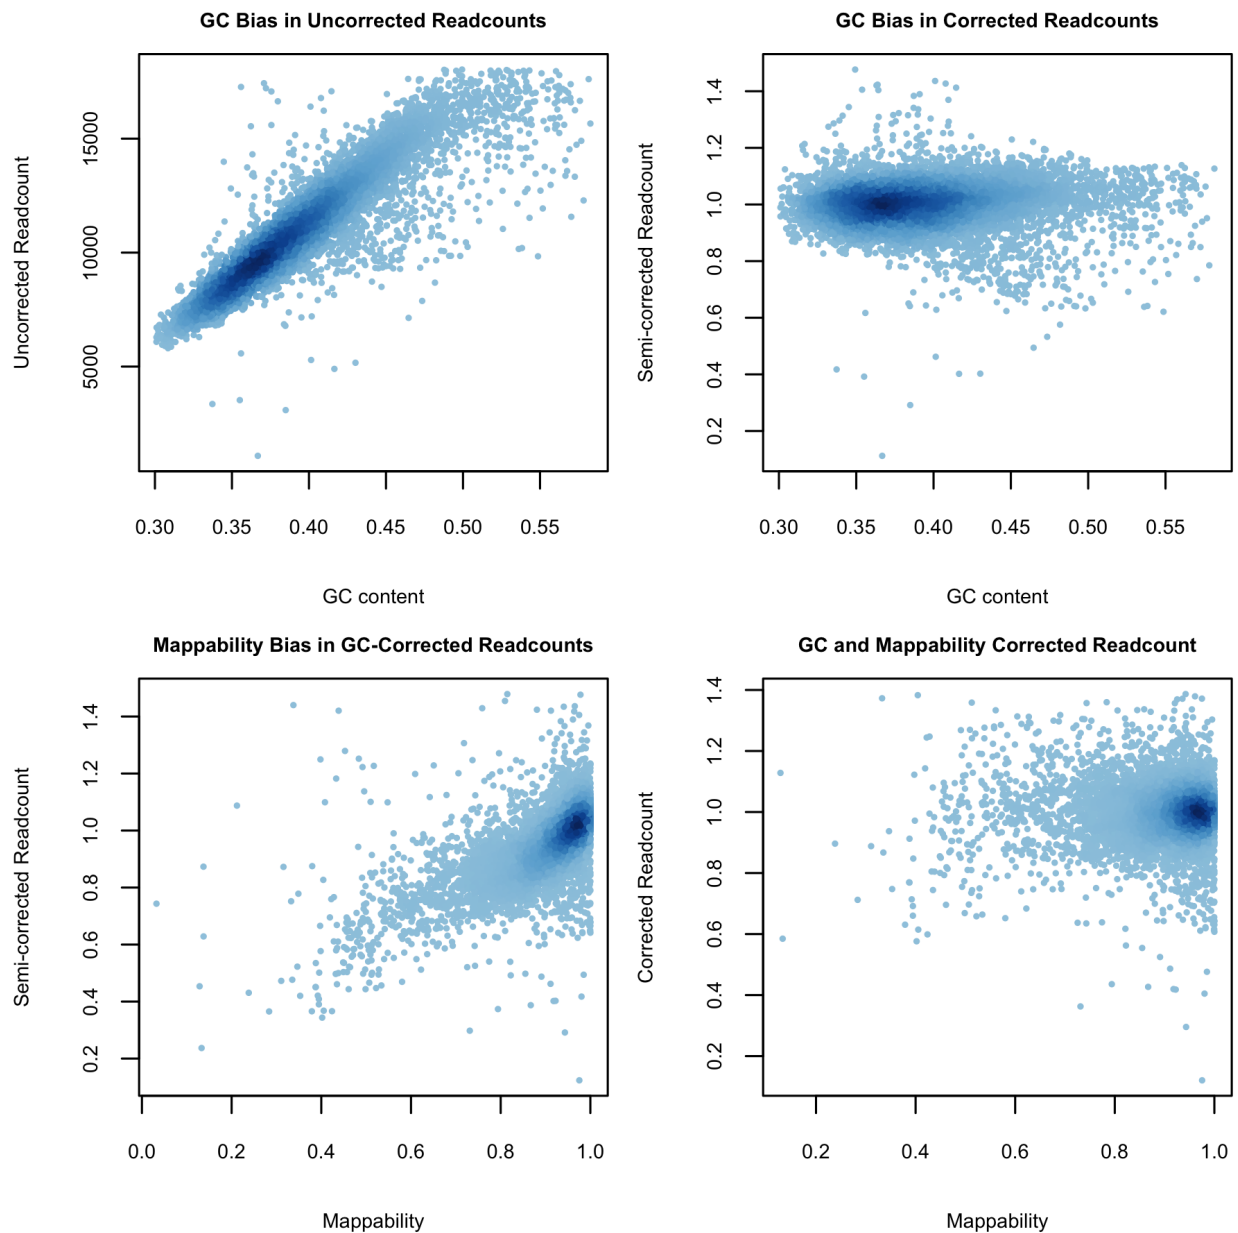 GC Bias in Uncorrected Readcounts
Uncorrected Readcount
5000 10000 15000
0.30 0.35 0.40 0.45 0.50 0.55
GC content
GC Bias in Corrected Readcounts
Semi-corrected Readcount
0.2 0.4 0.6 0.8 1.0 1.2 1.4
0.30 0.35 0.40 0.45 0.50 0.55
GC content
Mappability Bias in GC-Corrected Readcounts
Semi-corrected Readcount
0.2 0.4 0.6 0.8 1.0 1.2 1.4
0.0 0.2 0.4 0.6 0.8 1.0
Mappability
GC and Mappability Corrected Readcount
Corrected Readcount
0.2 0.4 0.6 0.8 1.0 1.2 1.4
0.2 0.4 0.6 0.8 1.0
Mappability